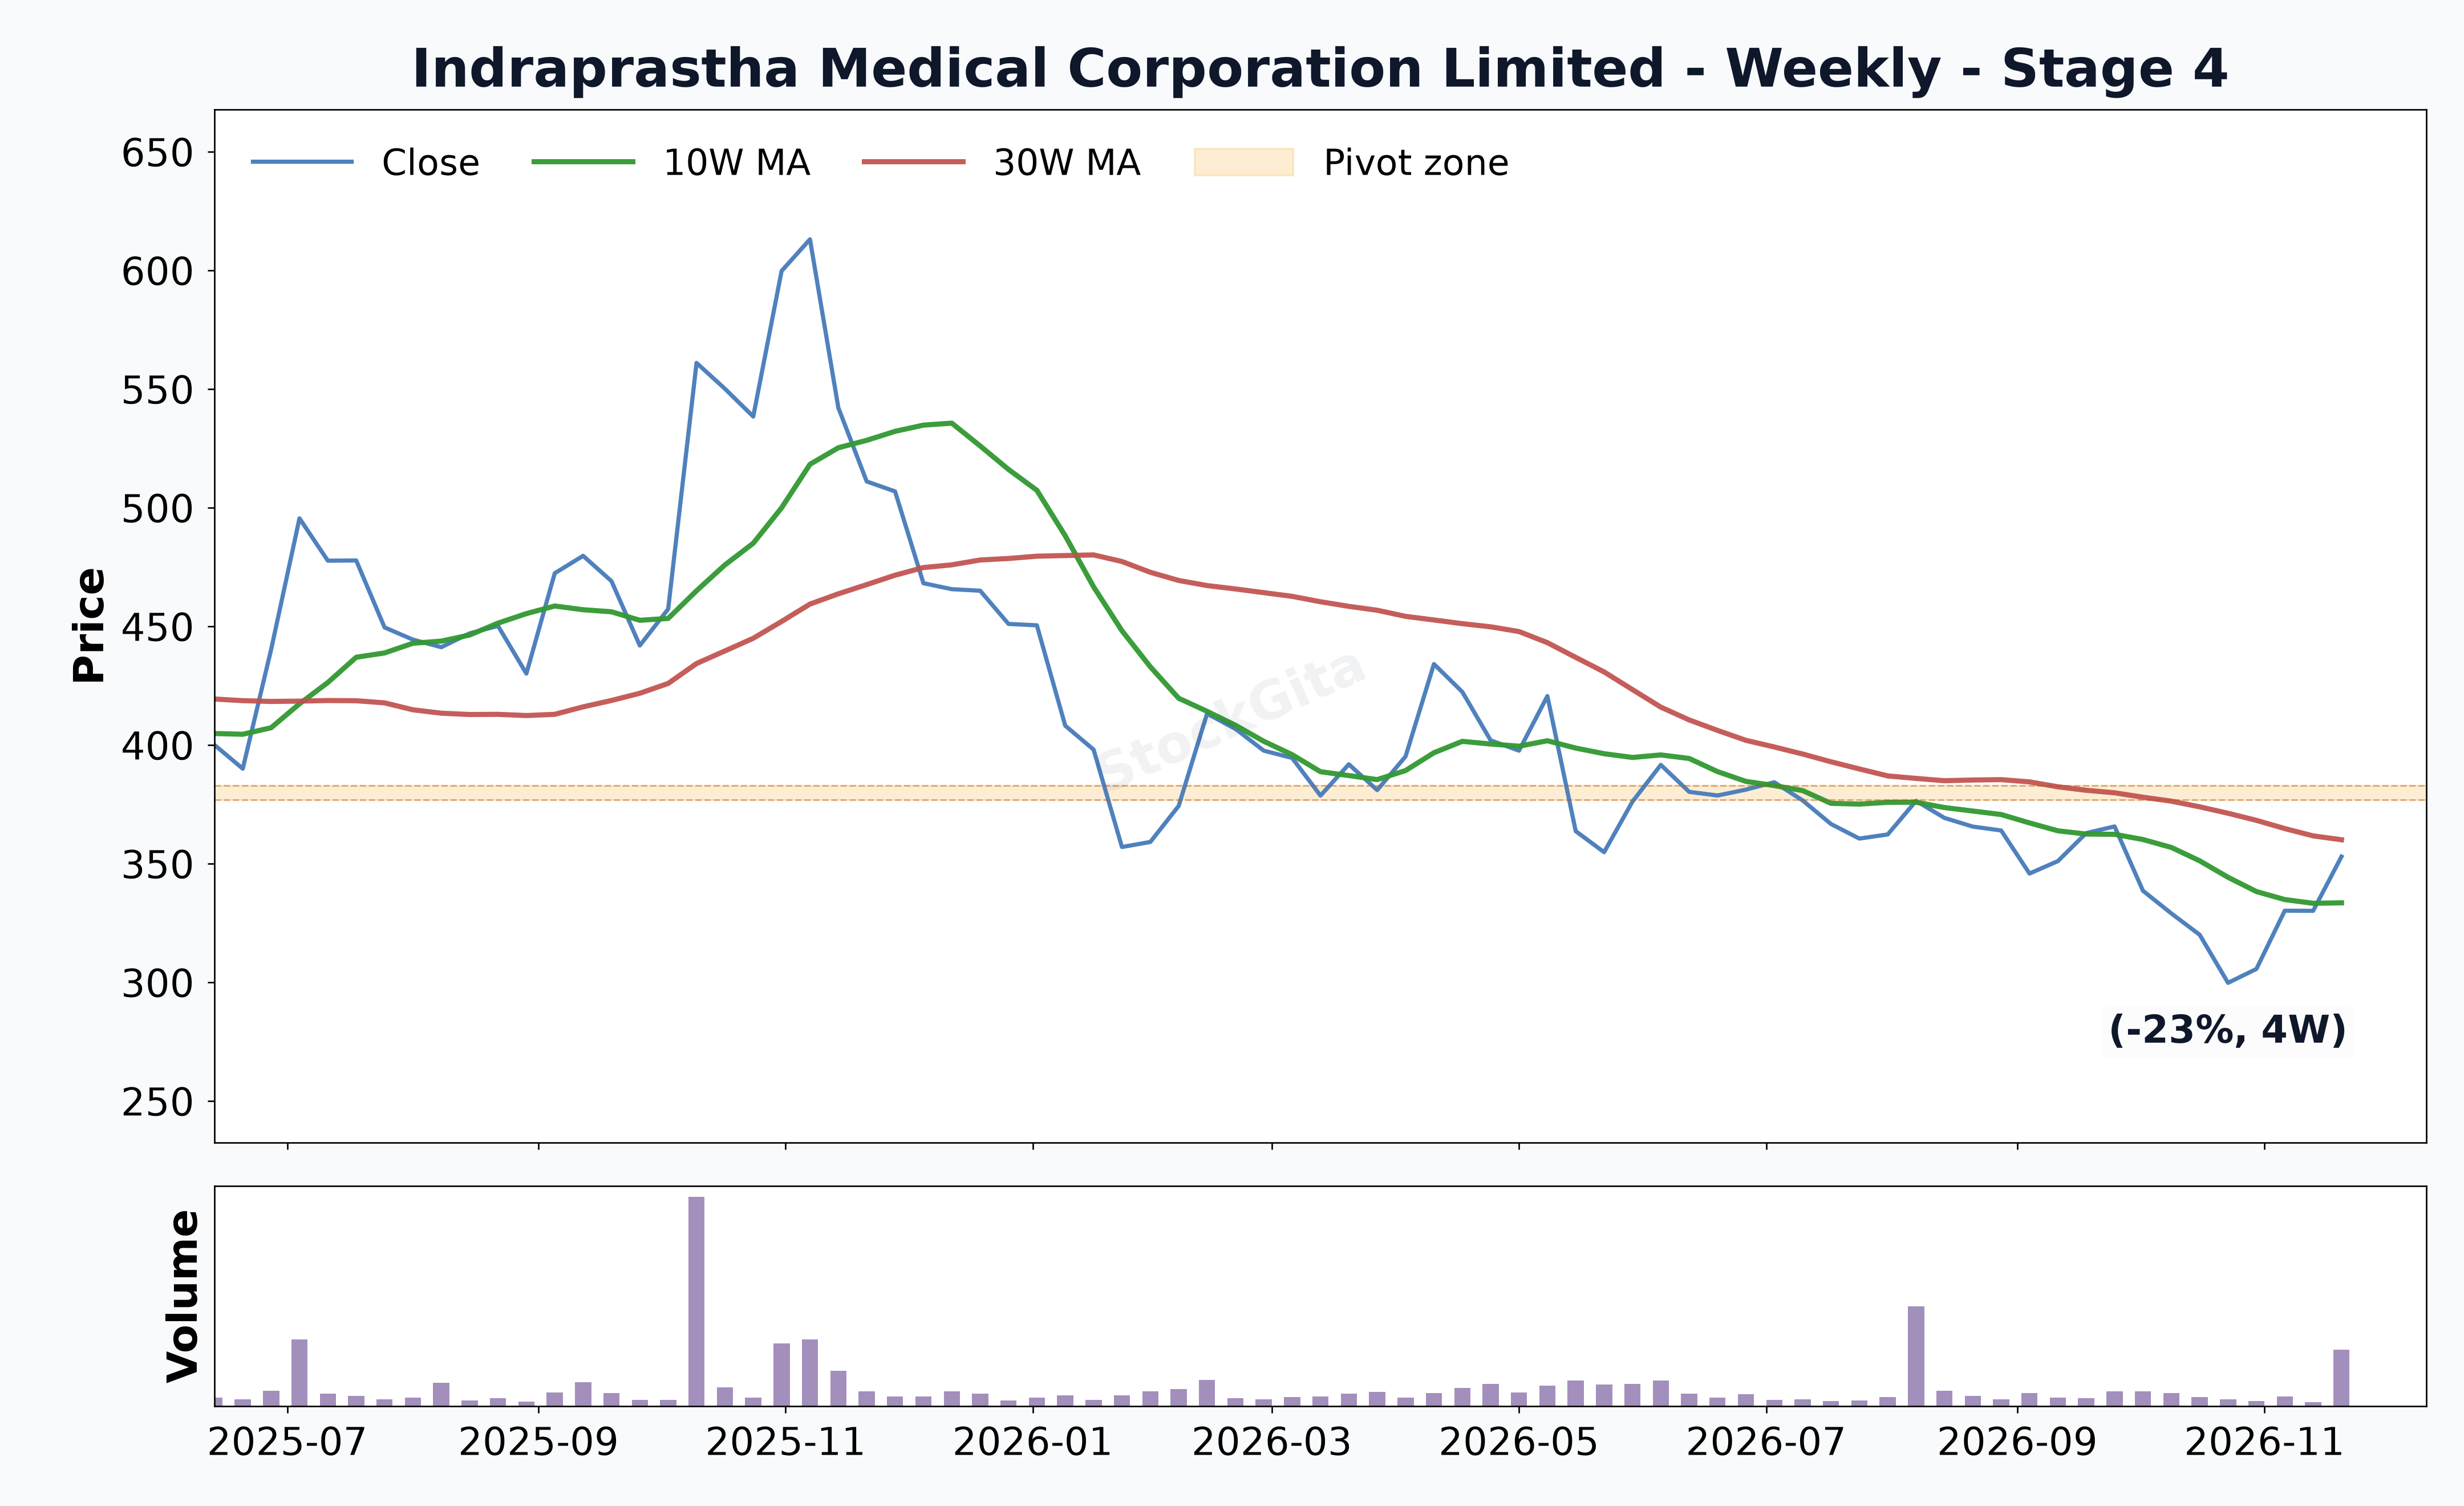 Indraprastha Medical Corporation Limited - Weekly - Stage 4
Close 10W MA 30W MA Pivot zone
Price
650
600
550
500
450
400
350
300
250
StockGita
(-23%, 4W)
Volume
2025-07 2025-09 2025-11 2026-01 2026-03 2026-05 2026-07 2026-09 2026-11